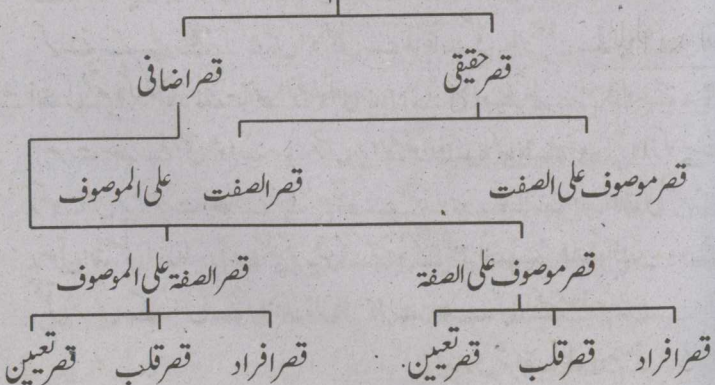 قصر حقیقی قصر اضافی
قصر موصوف علی الصفت قصر الصفت علی الموصوف
قصر موصوف علی الصفۃ قصر الصفۃ علی الموصوف
قصر افراد قصر قلب قصر تعیین قصر افراد قصر قلب قصر تعیین